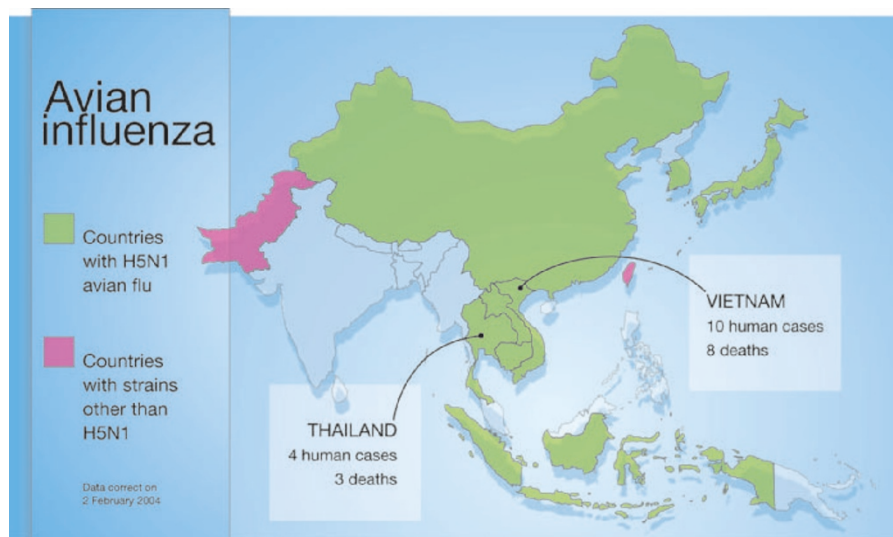 Avian
influenza
Countries
with H5N1
avian flu
Countries
with strains
other than
H5N1
Data correct on
2 February 2004
VIETNAM
10 human cases
8 deaths
THAILAND
4 human cases
3 deaths